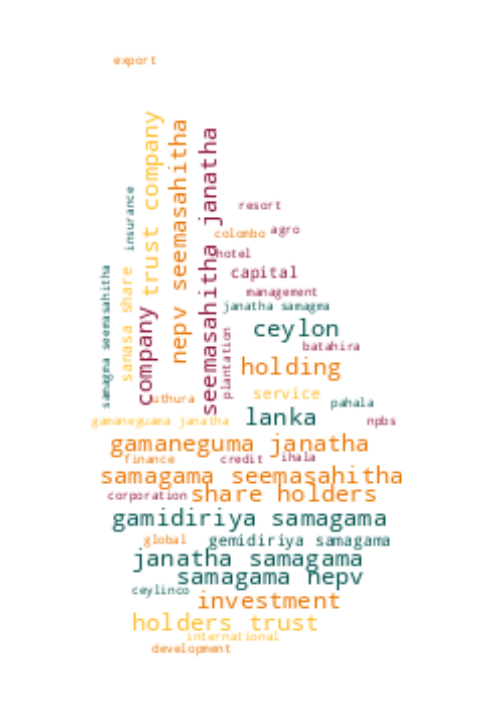 export
trust company
nepv seemasahitha
seemasahitha janatha
insurance
resort
colombo
agro
hotel
sanasa share
samagma seemasahitha
capital
management
janatha samagma
company
ceylon
plantation
batahira
holding
service
uthura
pahala
gamaneguama janatha
lanka
npbs
gamaneguma janatha
finance
credit
ihala
samagama seemasahitha
corporation
share holders
gamidiriya samagama
global
gemidiriya samagama
janatha samagama
samagama nepv
ceylinco
investment
holders trust
international
development